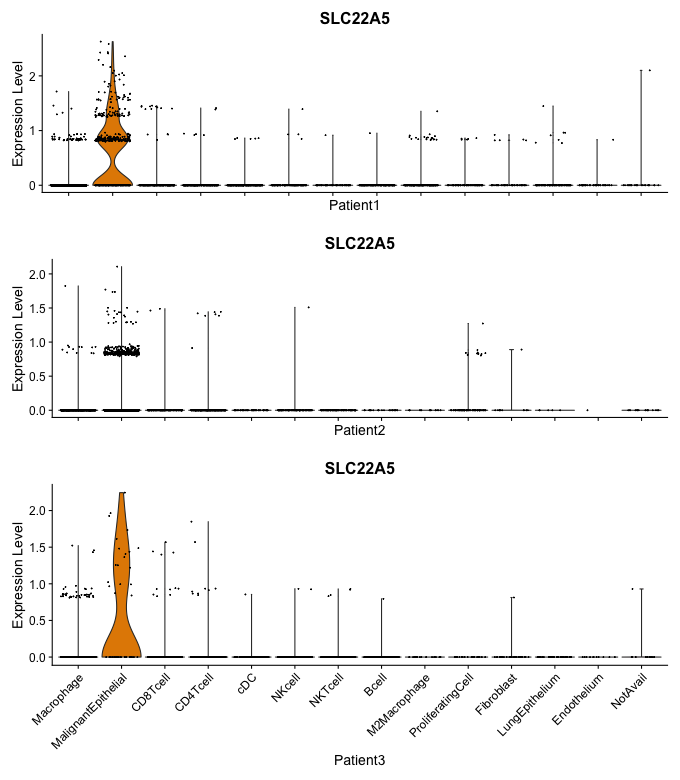 SLC22A5
Expression Level
2
1
0
Patient1
SLC22A5
Expression Level
2.0
1.5
1.0
0.5
0.0
Patient2
SLC22A5
Expression Level
2.0
1.5
1.0
0.5
0.0
Macrophage
MalignantEpithelial
CD8Tcell
CD4Tcell
cDC
NKcell
NKTcell
Bcell
M2Macrophage
ProliferatingCell
Fibroblast
LungEpithelium
Endothelium
NotAvail
Patient3